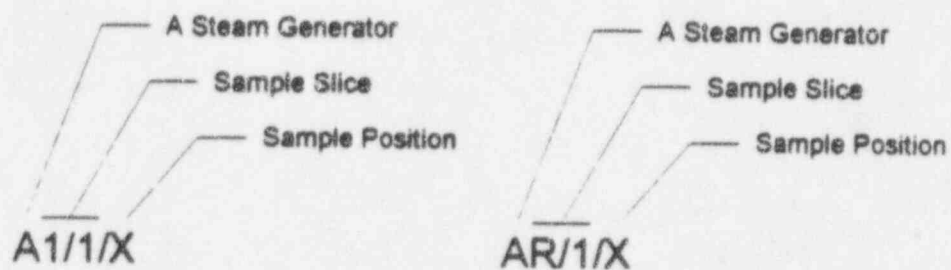 A Steam Generator
Sample Slice
Sample Position
A1/1/X
A Steam Generator
Sample Slice
Sample Position
AR/1/X